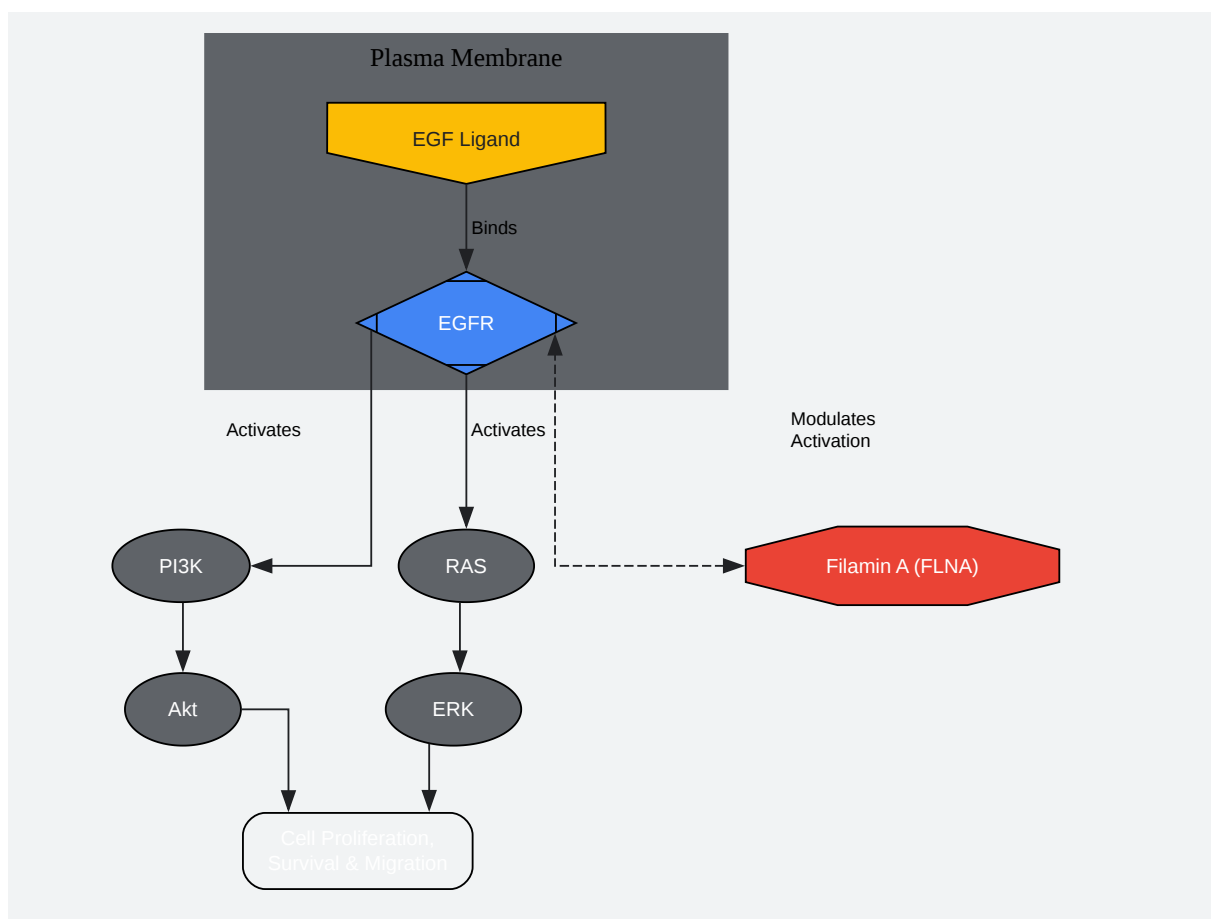 Plasma Membrane
EGF Ligand
Binds
EGFR
Activates
Activates
Modulates
Activation
PI3K
RAS
Filamin A (FLNA)
Akt
ERK
Cell Proliferation,
Survival & Migration